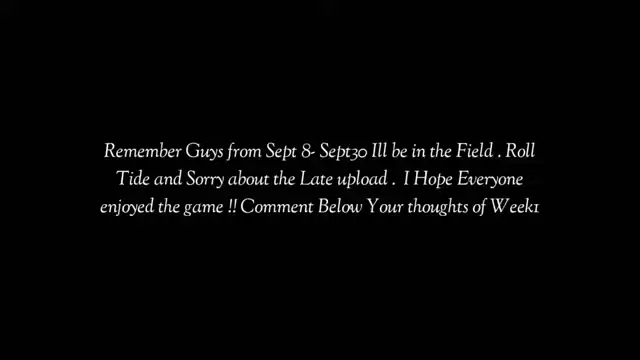 Remember Guys from Sept 8- Sept30 Ill be in the Field . Roll
Tide and Sorry about the Late upload . I Hope Everyone
enjoyed the game !! Comment Below Your thoughts of Week1